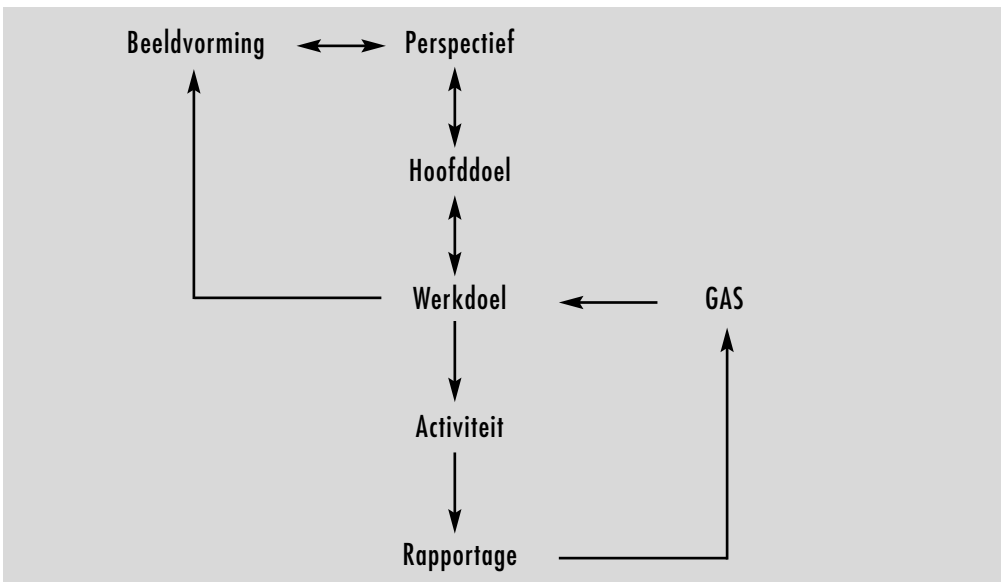 Beeldvorming Perspectief
Hoofddoel
Werkdoel GAS
Activiteit
Rapportage